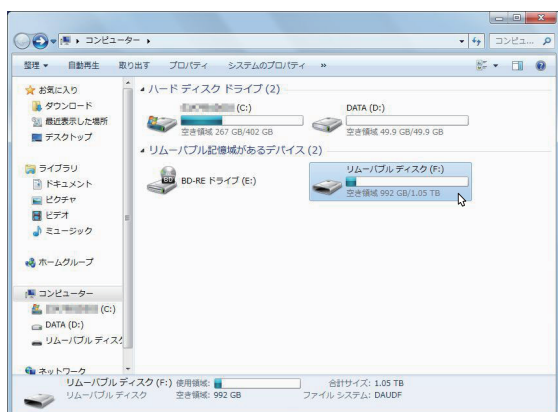 コンピューター
コンピュ...
整理 自動再生 取り出す プロパティ システムのプロパティ »
お気に入り
ダウンロード
最近表示した場所
デスクトップ
ライブラリ
ドキュメント
ピクチャ
ビデオ
ミュージック
ホームグループ
コンピューター
(C:)
DATA (D:)
リムーバブル ディスク
ネットワーク
ハード ディスク ドライブ (2)
(C:)
空き領域 267 GB/402 GB
DATA (D:)
空き領域 49.9 GB/49.9 GB
リムーバブル記憶域があるデバイス (2)
BD-RE ドライブ (E:)
BD
リムーバブル ディスク (F:)
空き領域 992 GB/1.05 TB
リムーバブル ディスク (F:) 使用領域: 合計サイズ: 1.05 TB
リムーバブル ディスク 空き領域: 992 GB ファイル システム: DAUDF